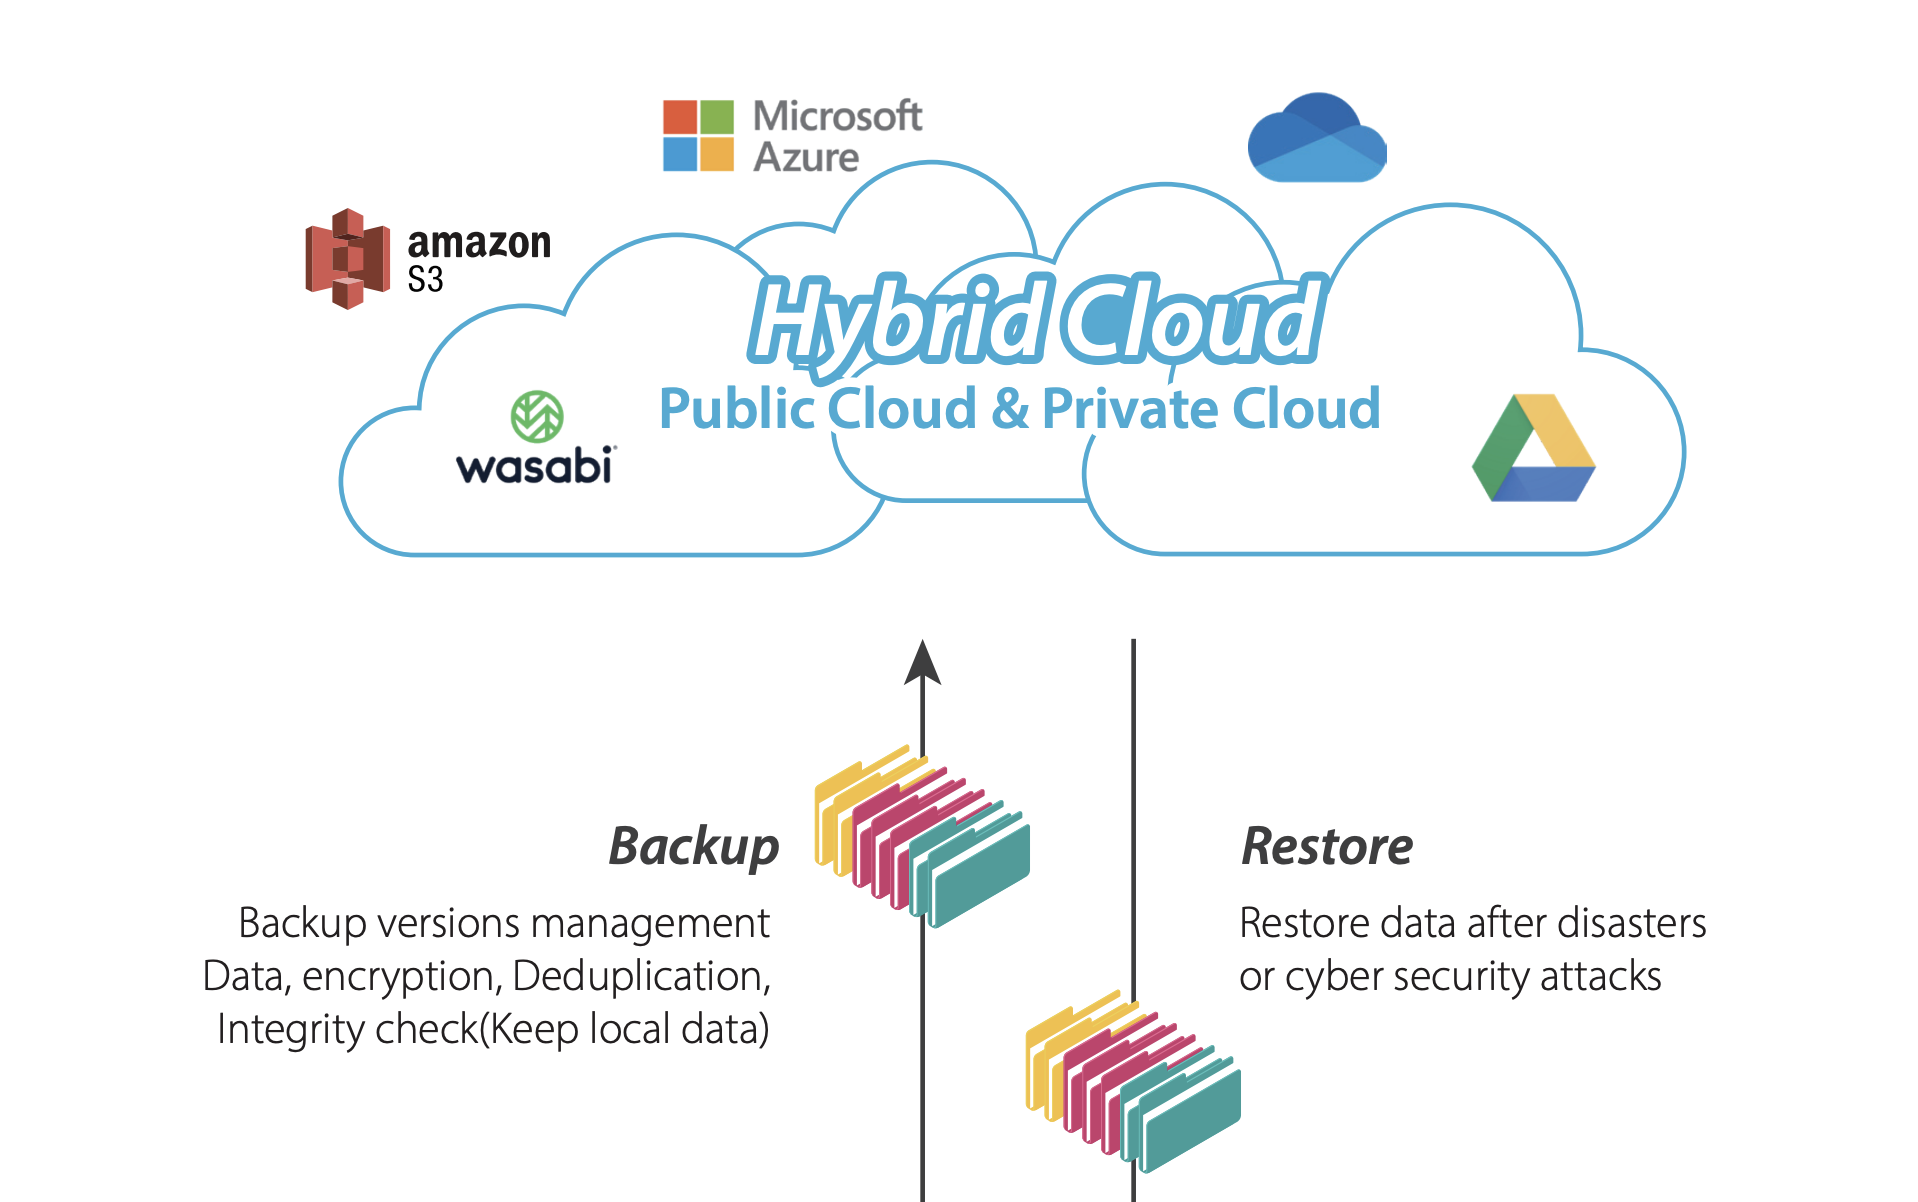 Microsoft
Azure
amazon
S3
Hybrid Cloud
Public Cloud & Private Cloud
wasabi
Backup
Backup versions management
Data, encryption, Deduplication,
Integrity check(Keep local data)
Restore
Restore data after disasters
or cyber security attacks